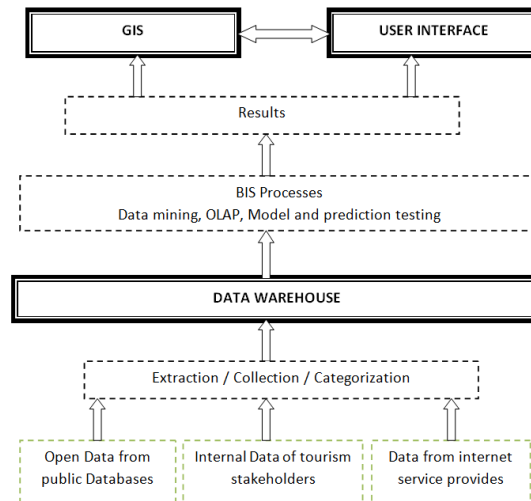 GIS
USER INTERFACE
Results
BIS Processes
Data mining, OLAP, Model and prediction testing
DATA WAREHOUSE
Extraction / Collection / Categorization
Open Data from
public Databases
Internal Data of tourism
stakeholders
Data from internet
service provides